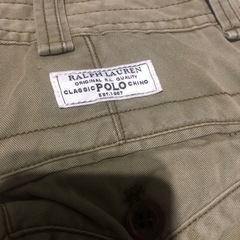 RALPH LAUREN
ORIGINAL R.L. QUALITY
CLASSIC POLO CHINO
EST. 1967